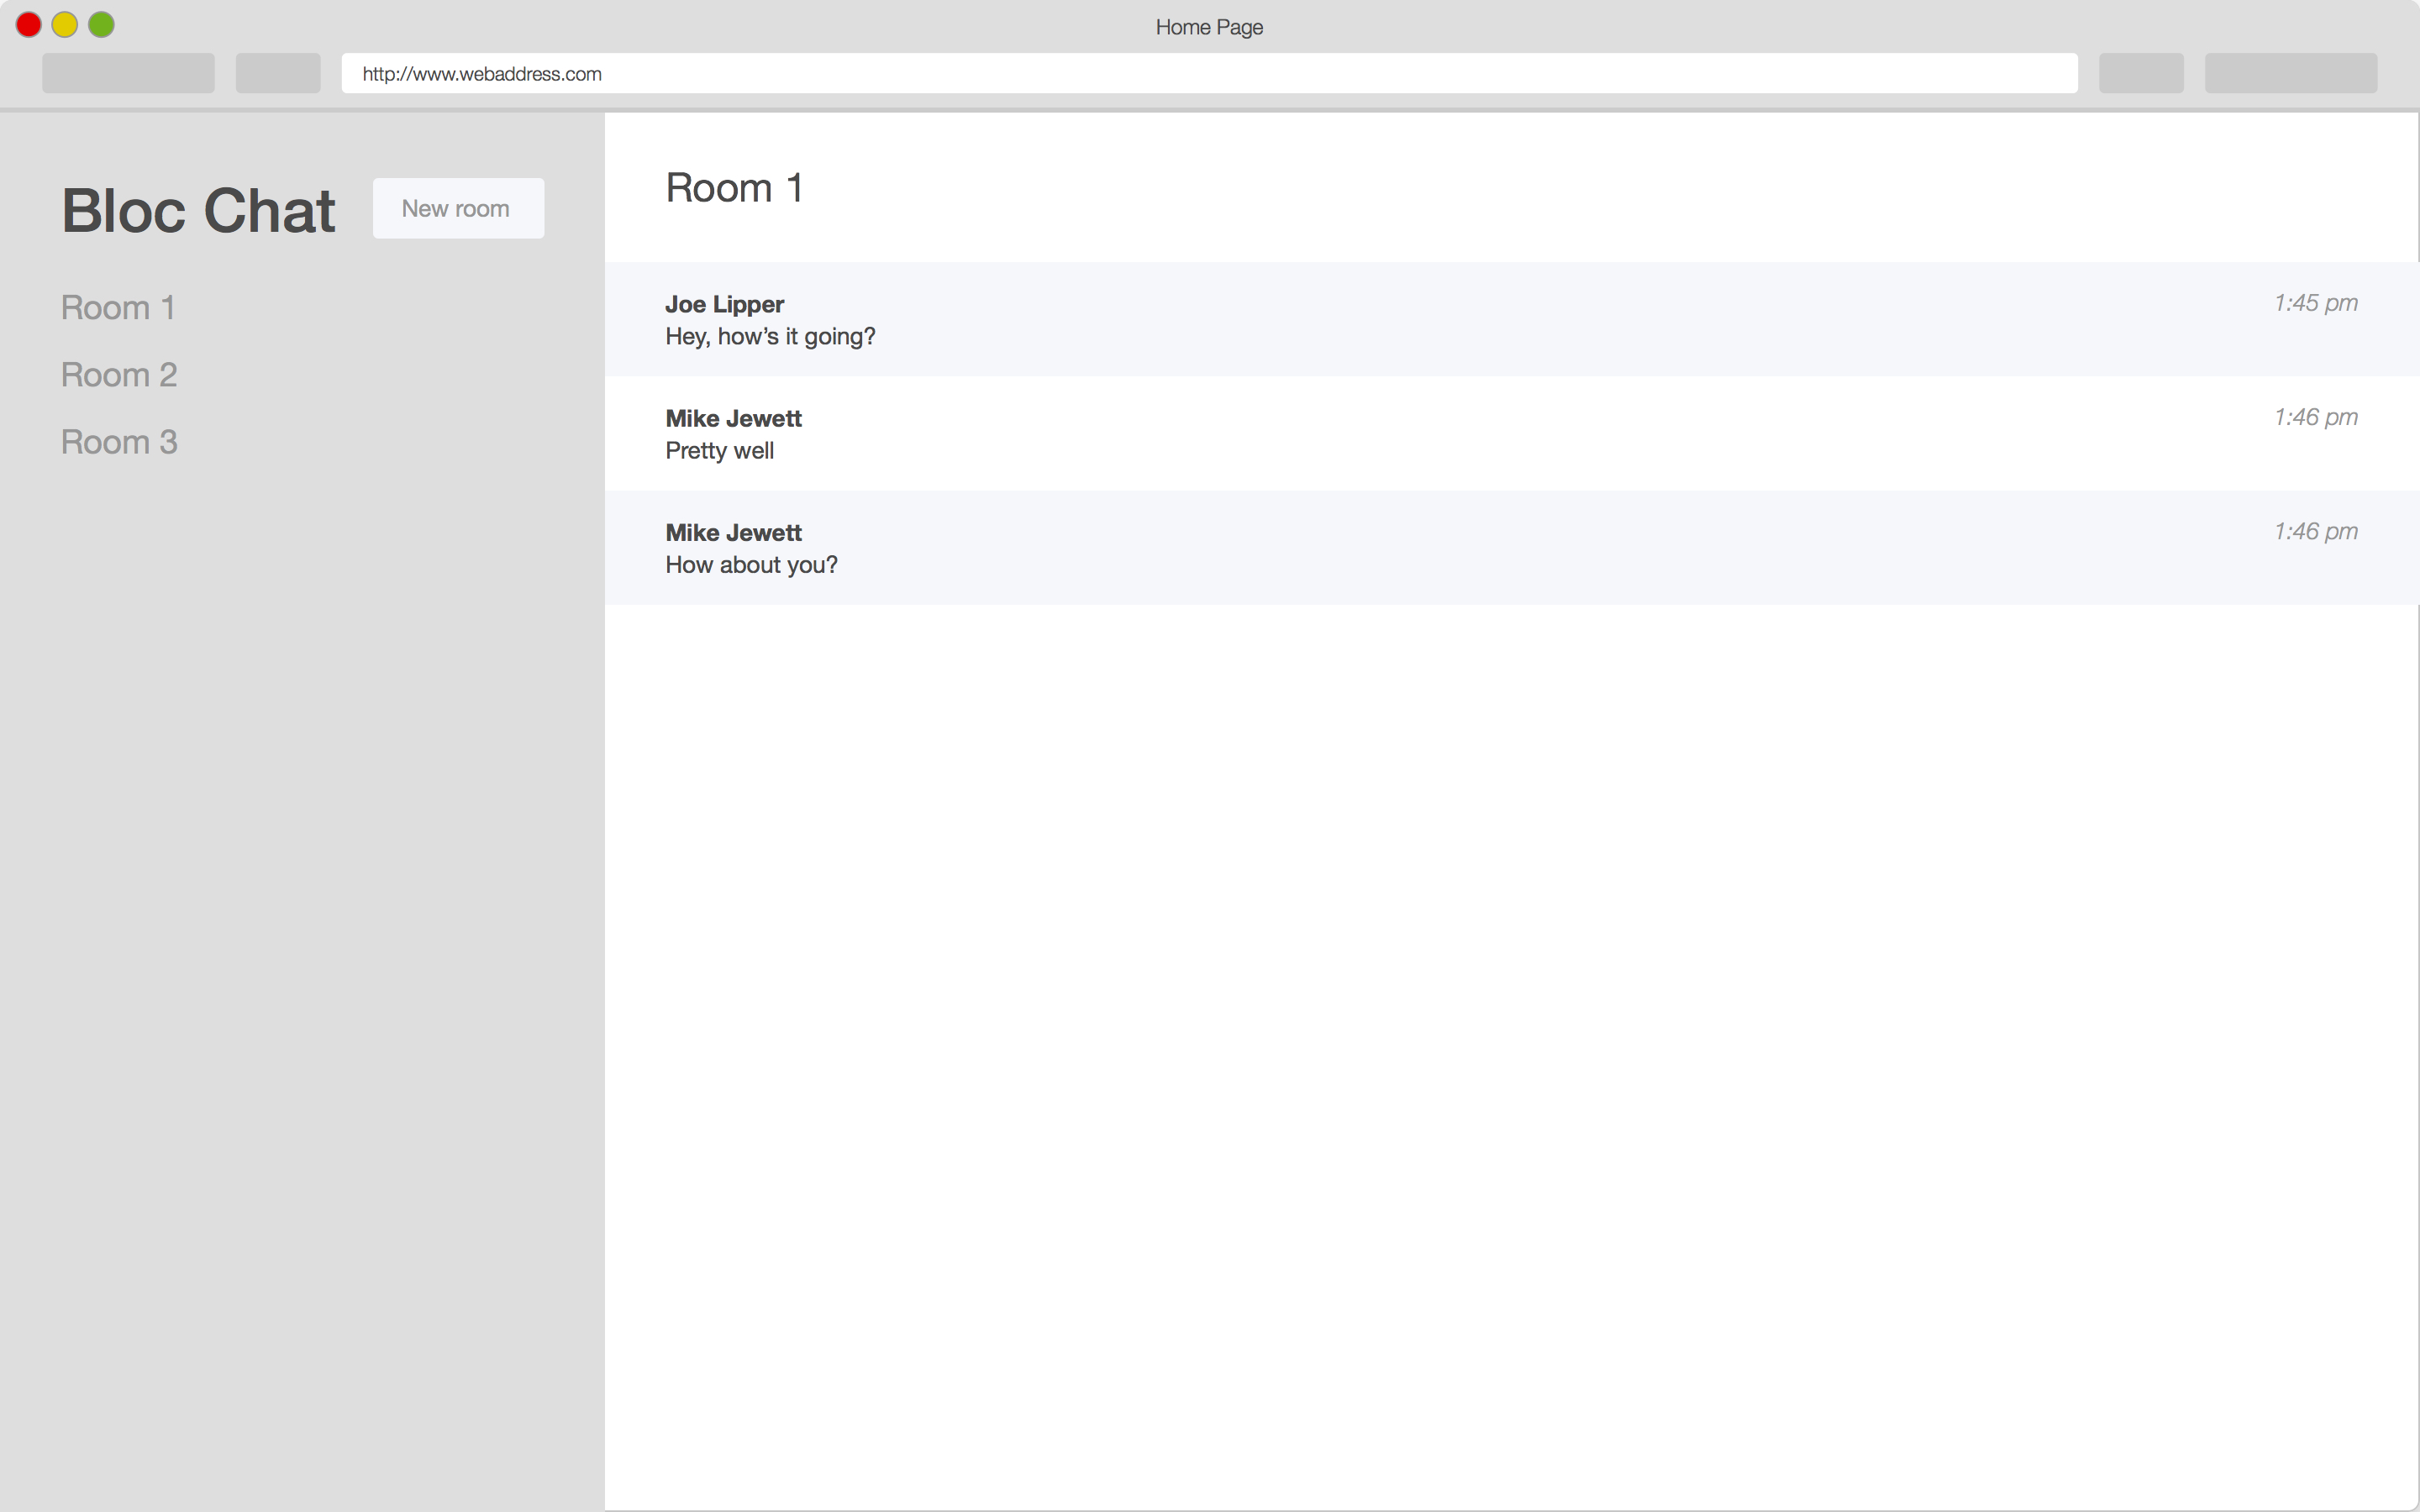 Home Page
http://www.webaddress.com
Bloc Chat
New room
Room 1
Room 2
Room 3
Room 1
Joe Lipper
1:45 pm
Hey, how’s it going?
Mike Jewett
1:46 pm
Pretty well
Mike Jewett
1:46 pm
How about you?